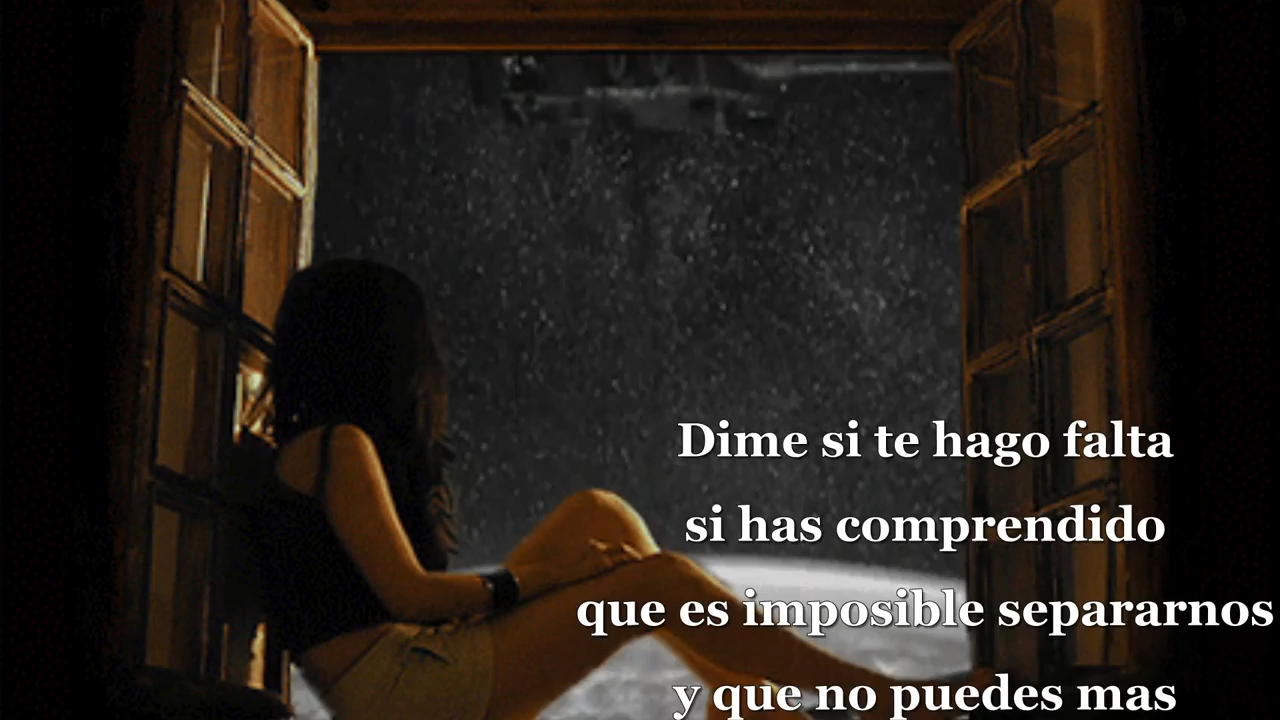 Dime si te hago falta
si has comprendido
que es imposible separarnos
y que no puedes mas